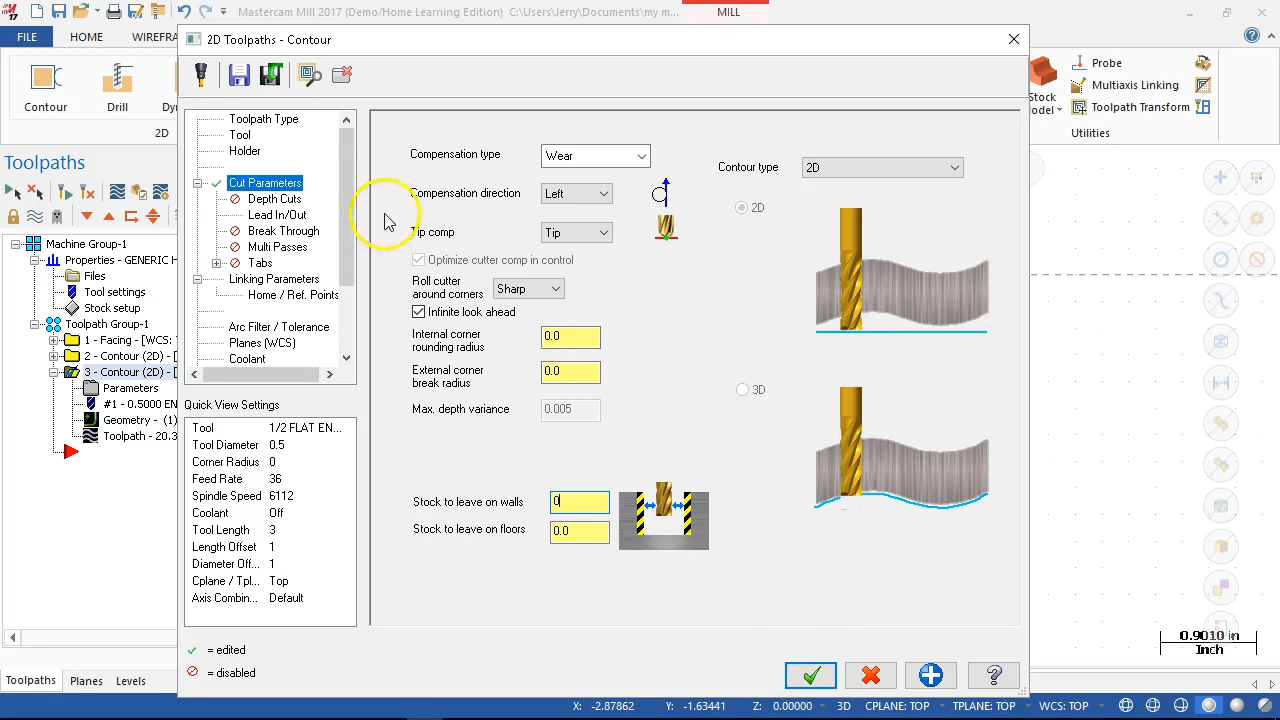 17
Mastercam Mill 2017 (Demo/Home Learning Edition) C:\Users\Jerry\Documents\my m...
MILL
FILE
HOME
WIREFRA
2D Toolpaths - Contour
Contour
Drill
Dy
2D
Stock
Model
Probe
Multiaxis Linking
Toolpath Transform
Utilities
Toolpaths
Machine Group-1
Properties - GENERIC H
Files
Tool settings
Stock setup
Toolpath Group-1
1 - Facing - [WCS:
2 - Contour (2D) - [
3 - Contour (2D) - [
Parameters
#1 - 0.5000 EN
Geometry - (1)
Toolpath - 20.3
Toolpath Type
Tool
Holder
Cut Parameters
Depth Cuts
Lead In/Out
Break Through
Multi Passes
Tabs
Linking Parameters
Home / Ref. Points
Arc Filter / Tolerance
Planes (WCS)
Coolant
Quick View Settings
Tool 1/2 FLAT EN...
Tool Diameter 0.5
Corner Radius 0
Feed Rate 36
Spindle Speed 6112
Coolant Off
Tool Length 3
Length Offset 1
Diameter Off... 1
Cplane / Tpl... Top
Axis Combin... Default
= edited
= disabled
Compensation type Wear
Compensation direction Left
Tip comp Tip
Optimize cutter comp in control
Roll cutter
around corners Sharp
Infinite look ahead
Internal corner
rounding radius 0.0
External corner
break radius 0.0
Max. depth variance 0.005
Stock to leave on walls 0
Stock to leave on floors 0.0
Contour type 2D
2D
3D
0.9010 in
Inch
Toolpaths Planes Levels
X: -2.87862 Y: -1.63441 Z: 0.00000 3D CPLANE: TOP TPLANE: TOP WCS: TOP